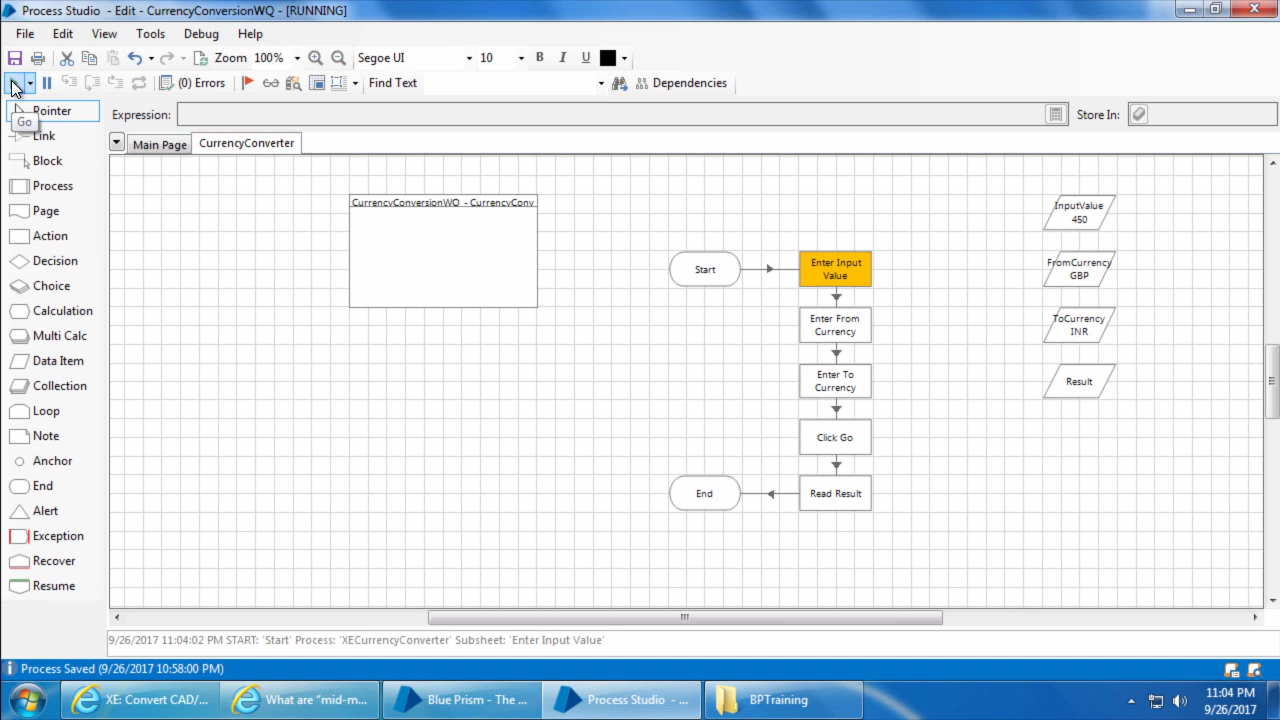 Process Studio - Edit - CurrencyConversionWQ - [RUNNING]
File Edit View Tools Debug Help
Zoom 100% Segoe UI 10 B I U
(0) Errors Find Text Dependencies
Pointer
Go
Link
Block
Process
Page
Action
Decision
Choice
Calculation
Multi Calc
Data Item
Collection
Loop
Note
Anchor
End
Alert
Exception
Recover
Resume
Expression: Store In:
Main Page CurrencyConverter
CurrencyConversionWQ - CurrencyConv
Start
Enter Input
Value
Enter From
Currency
Enter To
Currency
Click Go
Read Result
End
InputValue
450
FromCurrency
GBP
ToCurrency
INR
Result
9/26/2017 11:04:02 PM START: 'Start' Process: 'XECurrencyConverter' Subsheet: 'Enter Input Value'
Process Saved (9/26/2017 10:58:00 PM)
XE: Convert CAD/... What are "mid-m... Blue Prism - The ... Process Studio - ... BPTraining
11:04 PM
9/26/2017